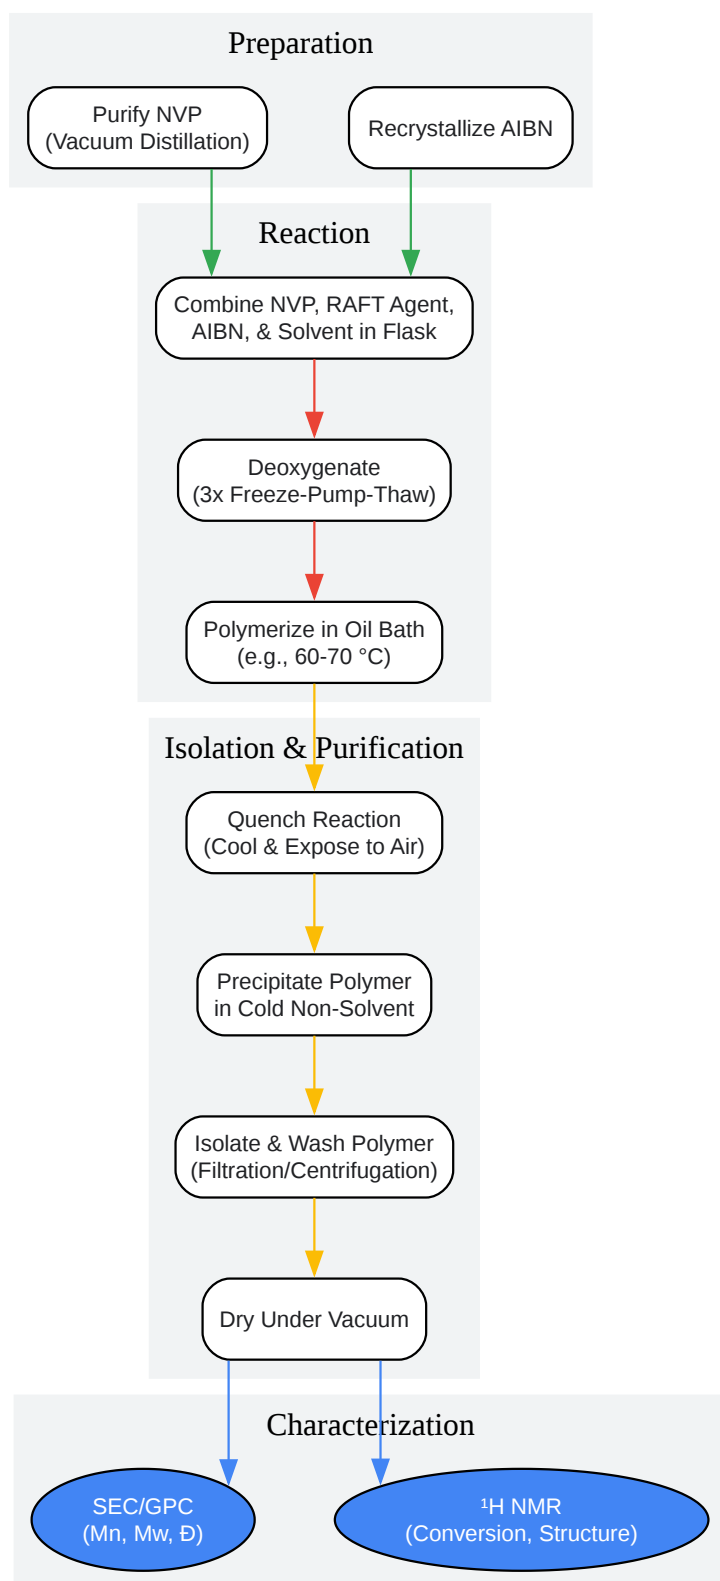 Preparation
Purify NVP
(Vacuum Distillation)
Recrystallize AIBN
Reaction
Combine NVP, RAFT Agent,
AIBN, & Solvent in Flask
Deoxygenate
(3x Freeze-Pump-Thaw)
Polymerize in Oil Bath
(e.g., 60-70 °C)
Isolation & Purification
Quench Reaction
(Cool & Expose to Air)
Precipitate Polymer
in Cold Non-Solvent
Isolate & Wash Polymer
(Filtration/Centrifugation)
Dry Under Vacuum
Characterization
SEC/GPC
(Mn, Mw, Đ)
¹H NMR
(Conversion, Structure)